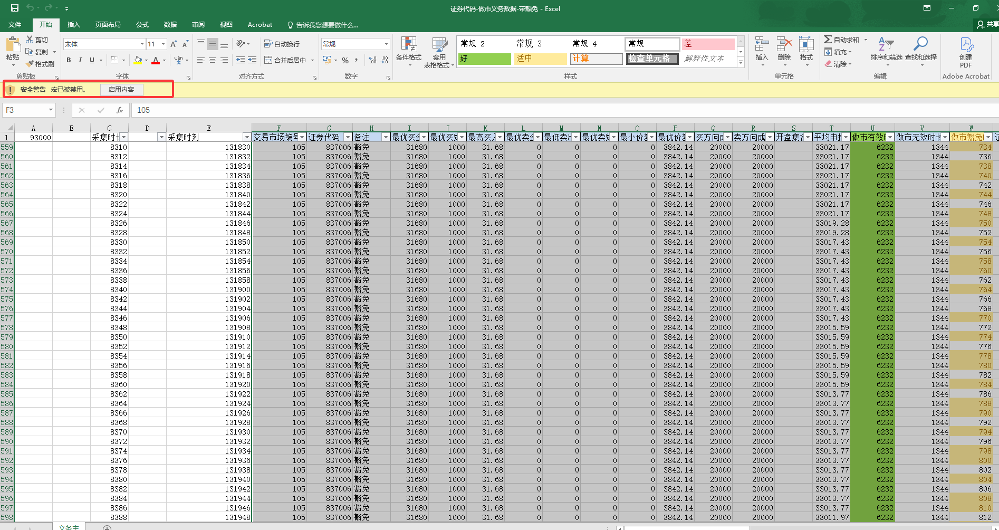 证券代码-做市义务数据-带豁免 - Excel
文件 开始 插入 页面布局 公式 数据 审阅 视图 Acrobat 告诉我您想要做什么... 共享
粘贴 剪切 复制 格式刷 剪贴板
宋体 11 B I U wén 文 字体
自动换行 合并后居中 对齐方式
常规 % , 数字
条件格式 套用 表格格式
常规 2 常规 3 常规 4 常规 差
好 适中 计算 检查单元格 解释性文本
样式
插入 删除 格式 单元格
Σ 自动求和 填充 清除 排序和筛选 查找和选择 编辑
创建 PDF Adobe Acrobat
! 安全警告 宏已被禁用。 启用内容
F3 fx 105
A B C D E F G H I J K L M N O P Q R S T U V W
1 93000 采集时 采集时刻 交易市场编号 证券代码 备注 最优买金 最优买数 最高买入 最优卖金 最低卖出 最优卖数 最小价差 最优价差 买方向成 卖方向成 开盘集合 平均申报 做市有效时 做市无效时长 做市豁免时 证
559 8310 131830 105 837006 豁免 31680 1000 31.68 0 0 0 0 3842.14 20000 20000 33021.17 6232 1344 734
560 8312 131832 105 837006 豁免 31680 1000 31.68 0 0 0 0 3842.14 20000 20000 33021.17 6232 1344 736
561 8314 131834 105 837006 豁免 31680 1000 31.68 0 0 0 0 3842.14 20000 20000 33021.17 6232 1344 738
562 8316 131836 105 837006 豁免 31680 1000 31.68 0 0 0 0 3842.14 20000 20000 33021.17 6232 1344 740
563 8318 131838 105 837006 豁免 31680 1000 31.68 0 0 0 0 3842.14 20000 20000 33021.17 6232 1344 742
564 8320 131840 105 837006 豁免 31680 1000 31.68 0 0 0 0 3842.14 20000 20000 33021.17 6232 1344 744
565 8322 131842 105 837006 豁免 31680 1000 31.68 0 0 0 0 3842.14 20000 20000 33021.17 6232 1344 746
566 8324 131844 105 837006 豁免 31680 1000 31.68 0 0 0 0 3842.14 20000 20000 33021.17 6232 1344 748
567 8326 131846 105 837006 豁免 31680 1000 31.68 0 0 0 0 3842.14 20000 20000 33019.28 6232 1344 750
568 8328 131848 105 837006 豁免 31680 1000 31.68 0 0 0 0 3842.14 20000 20000 33019.28 6232 1344 752
569 8330 131850 105 837006 豁免 31680 1000 31.68 0 0 0 0 3842.14 20000 20000 33017.43 6232 1344 754
570 8332 131852 105 837006 豁免 31680 1000 31.68 0 0 0 0 3842.14 20000 20000 33017.43 6232 1344 756
571 8334 131854 105 837006 豁免 31680 1000 31.68 0 0 0 0 3842.14 20000 20000 33017.43 6232 1344 758
572 8336 131856 105 837006 豁免 31680 1000 31.68 0 0 0 0 3842.14 20000 20000 33017.43 6232 1344 760
573 8338 131858 105 837006 豁免 31680 1000 31.68 0 0 0 0 3842.14 20000 20000 33017.43 6232 1344 762
574 8340 131900 105 837006 豁免 31680 1000 31.68 0 0 0 0 3842.14 20000 20000 33017.43 6232 1344 764
575 8342 131902 105 837006 豁免 31680 1000 31.68 0 0 0 0 3842.14 20000 20000 33017.43 6232 1344 766
576 8344 131904 105 837006 豁免 31680 1000 31.68 0 0 0 0 3842.14 20000 20000 33017.43 6232 1344 768
577 8346 131906 105 837006 豁免 31680 1000 31.68 0 0 0 0 3842.14 20000 20000 33017.43 6232 1344 770
578 8348 131908 105 837006 豁免 31680 1000 31.68 0 0 0 0 3842.14 20000 20000 33015.59 6232 1344 772
579 8350 131910 105 837006 豁免 31680 1000 31.68 0 0 0 0 3842.14 20000 20000 33015.59 6232 1344 774
580 8352 131912 105 837006 豁免 31680 1000 31.68 0 0 0 0 3842.14 20000 20000 33015.59 6232 1344 776
581 8354 131914 105 837006 豁免 31680 1000 31.68 0 0 0 0 3842.14 20000 20000 33015.59 6232 1344 778
582 8356 131916 105 837006 豁免 31680 1000 31.68 0 0 0 0 3842.14 20000 20000 33015.59 6232 1344 780
583 8358 131918 105 837006 豁免 31680 1000 31.68 0 0 0 0 3842.14 20000 20000 33015.59 6232 1344 782
584 8360 131920 105 837006 豁免 31680 1000 31.68 0 0 0 0 3842.14 20000 20000 33015.59 6232 1344 784
585 8362 131922 105 837006 豁免 31680 1000 31.68 0 0 0 0 3842.14 20000 20000 33013.77 6232 1344 786
586 8364 131924 105 837006 豁免 31680 1000 31.68 0 0 0 0 3842.14 20000 20000 33013.77 6232 1344 788
587 8366 131926 105 837006 豁免 31680 1000 31.68 0 0 0 0 3842.14 20000 20000 33013.77 6232 1344 790
588 8368 131928 105 837006 豁免 31680 1000 31.68 0 0 0 0 3842.14 20000 20000 33013.77 6232 1344 792
589 8370 131930 105 837006 豁免 31680 1000 31.68 0 0 0 0 3842.14 20000 20000 33013.77 6232 1344 794
590 8372 131932 105 837006 豁免 31680 1000 31.68 0 0 0 0 3842.14 20000 20000 33013.77 6232 1344 796
591 8374 131934 105 837006 豁免 31680 1000 31.68 0 0 0 0 3842.14 20000 20000 33013.77 6232 1344 798
592 8376 131936 105 837006 豁免 31680 1000 31.68 0 0 0 0 3842.14 20000 20000 33013.77 6232 1344 800
593 8378 131938 105 837006 豁免 31680 1000 31.68 0 0 0 0 3842.14 20000 20000 33013.77 6232 1344 802
594 8380 131940 105 837006 豁免 31680 1000 31.68 0 0 0 0 3842.14 20000 20000 33013.77 6232 1344 804
595 8382 131942 105 837006 豁免 31680 1000 31.68 0 0 0 0 3842.14 20000 20000 33013.77 6232 1344 806
596 8384 131944 105 837006 豁免 31680 1000 31.68 0 0 0 0 3842.14 20000 20000 33013.77 6232 1344 808
597 8386 131946 105 837006 豁免 31680 1000 31.68 0 0 0 0 3842.14 20000 20000 33013.77 6232 1344 810
598 8388 131948 105 837006 豁免 31680 1000 31.68 0 0 0 0 3842.14 20000 20000 33011.97 6232 1344 812
义务主